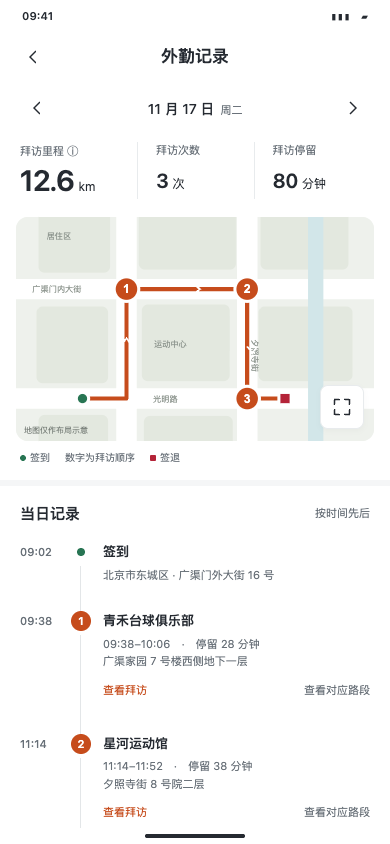 09:41
外勤记录
11 月 17 日 周二
拜访里程 ⓘ
12.6 km
拜访次数
3 次
拜访停留
80 分钟
居住区
广渠门内大街
1
2
运动中心
夕照寺街
光明路
3
地图仅作布局示意
签到 数字为拜访顺序 签退
当日记录 按时间先后
09:02 签到
北京市东城区 · 广渠门外大街 16 号
09:38 1 青禾台球俱乐部
09:38–10:06 · 停留 28 分钟
广渠家园 7 号楼西侧地下一层
查看拜访 查看对应路段
11:14 2 星河运动馆
11:14–11:52 · 停留 38 分钟
夕照寺街 8 号院二层
查看拜访 查看对应路段